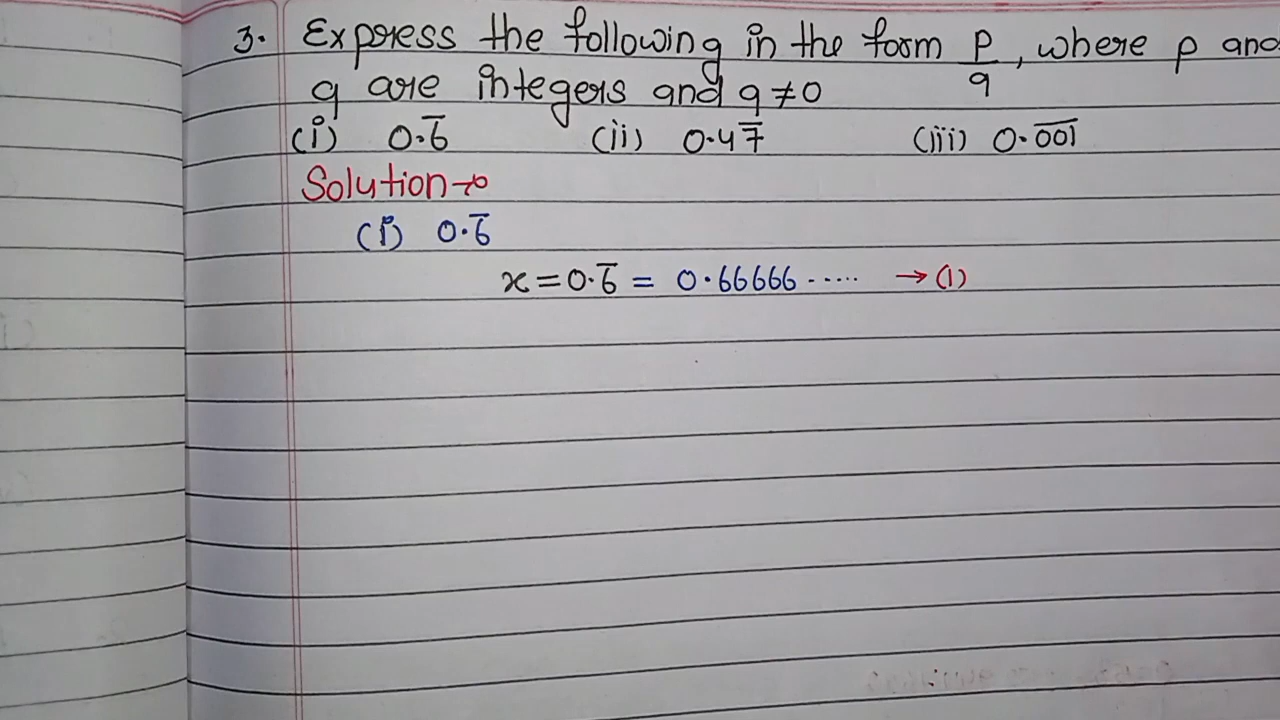 3. Express the following in the form p/q, where p and
q are integers and q ≠ 0
(i) 0.6̅ (ii) 0.47̅ (iii) 0.0̅0̅1̅
Solution →
(i) 0.6̅
x = 0.6̅ = 0.66666..... → (1)